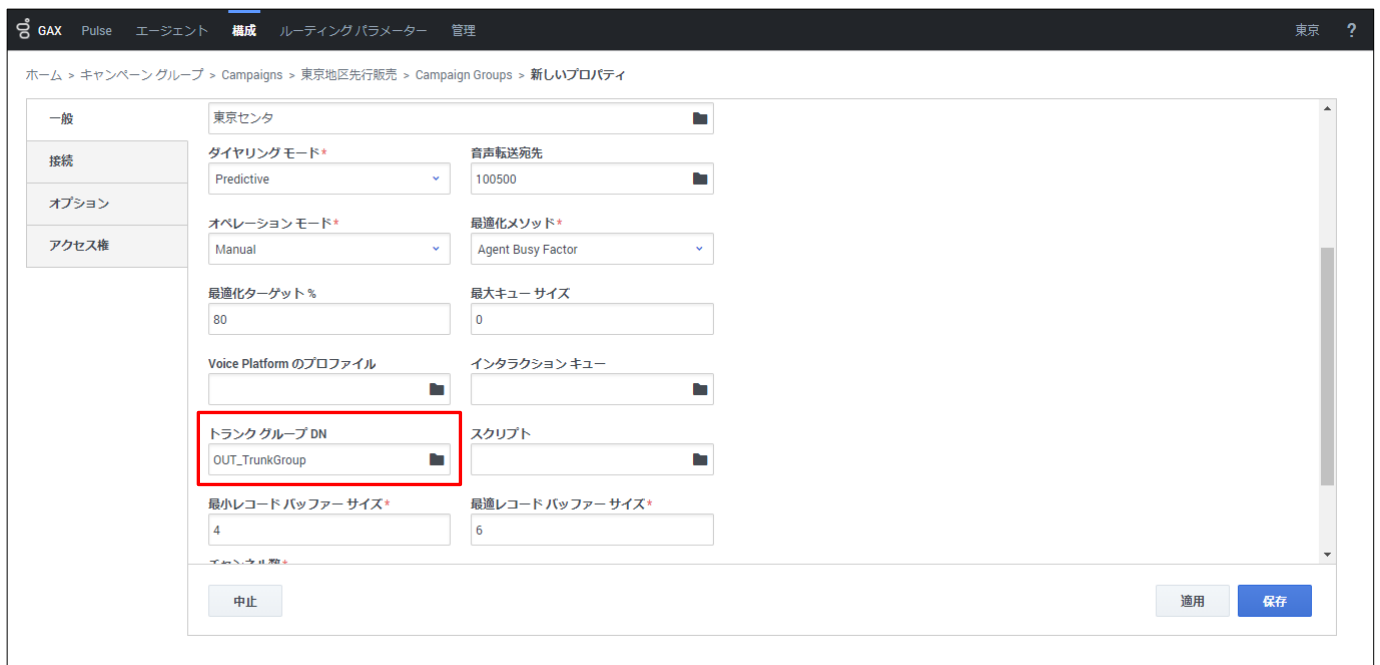 GAX Pulse エージェント 構成 ルーティング パラメーター 管理 東京 ?
ホーム > キャンペーン グループ > Campaigns > 東京地区先行販売 > Campaign Groups > 新しいプロパティ
一般
接続
オプション
アクセス権
東京センタ
ダイヤリング モード* 音声転送宛先
Predictive 100500
オペレーション モード* 最適化メソッド*
Manual Agent Busy Factor
最適化ターゲット % 最大キュー サイズ
80 0
Voice Platform のプロファイル インタラクション キュー
トランク グループ DN スクリプト
OUT_TrunkGroup
最小レコード バッファー サイズ* 最適レコード バッファー サイズ*
4 6
チャンネル数*
中止 適用 保存